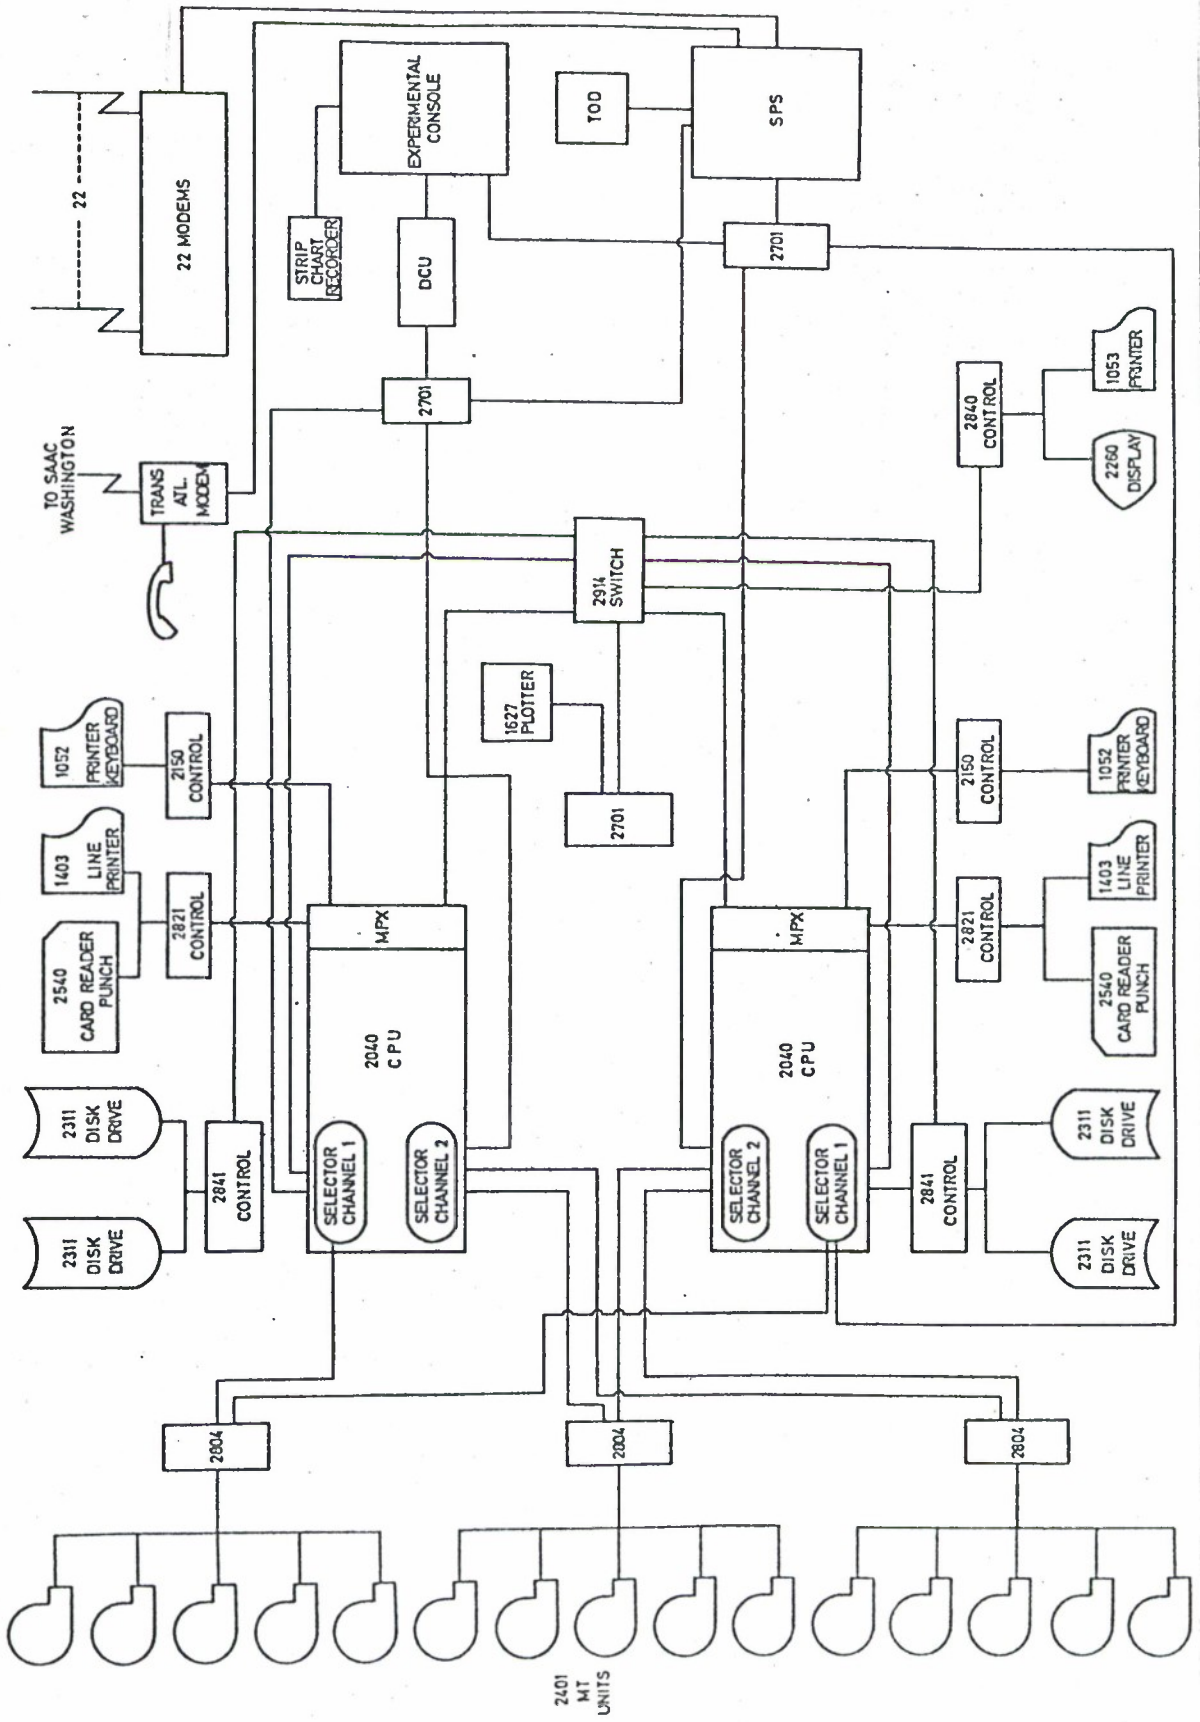 2401
MT
UNITS
2804
2804
2804
2311
DISK
DRIVE
2311
DISK
DRIVE
2841
CONTROL
2540
CARD READER
PUNCH
1403
LINE
PRINTER
2821
CONTROL
1052
PRINTER
KEYBOARD
2150
CONTROL
SELECTOR
CHANNEL 1
SELECTOR
CHANNEL 2
2040
CPU
MPX
TO SAAC
WASHINGTON
TRANS
ATL.
MODEM
22
22 MODEMS
STRIP
CHART
RECORDER
EXPERIMENTAL
CONSOLE
DCU
2701
1627
PLOTTER
2701
2914
SWITCH
TOD
SPS
2701
SELECTOR
CHANNEL 2
SELECTOR
CHANNEL 1
2040
CPU
MPX
2841
CONTROL
2311
DISK
DRIVE
2311
DISK
DRIVE
2821
CONTROL
2540
CARD READER
PUNCH
1403
LINE
PRINTER
2150
CONTROL
1052
PRINTER
KEYBOARD
2840
CONTROL
2260
DISPLAY
1053
PRINTER